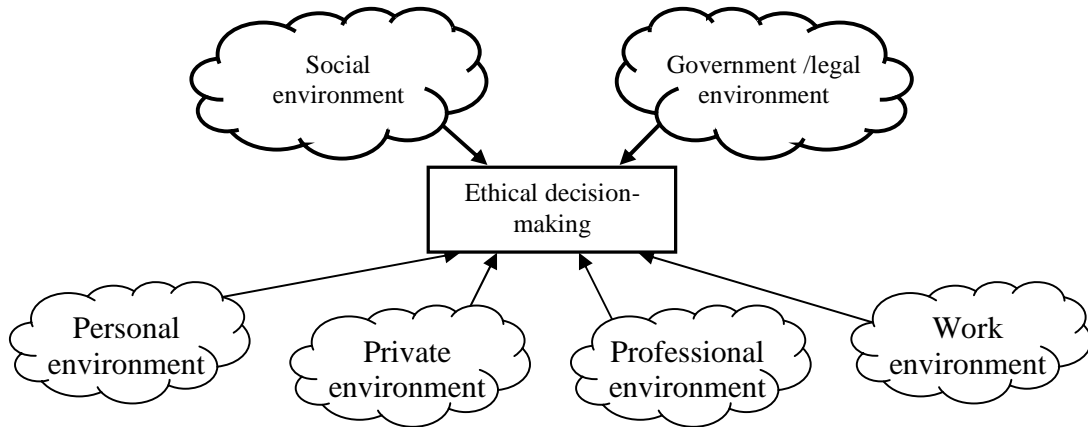 Social
environment
Government /legal
environment
Ethical decision-
making
Personal
environment
Private
environment
Professional
environment
Work
environment